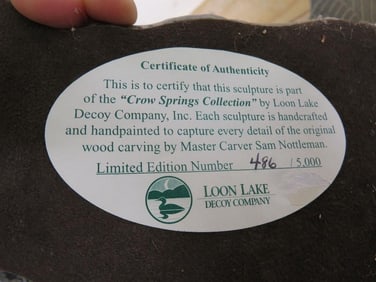 Certificate of Authenticity
This is to certify that this sculpture is part
of the "Crow Springs Collection" by Loon Lake
Decoy Company, Inc. Each sculpture is handcrafted
and handpainted to capture every detail of the original
wood carving by Master Carver Sam Nottleman.
Limited Edition Number 486 / 5,000
LOON LAKE
DECOY COMPANY